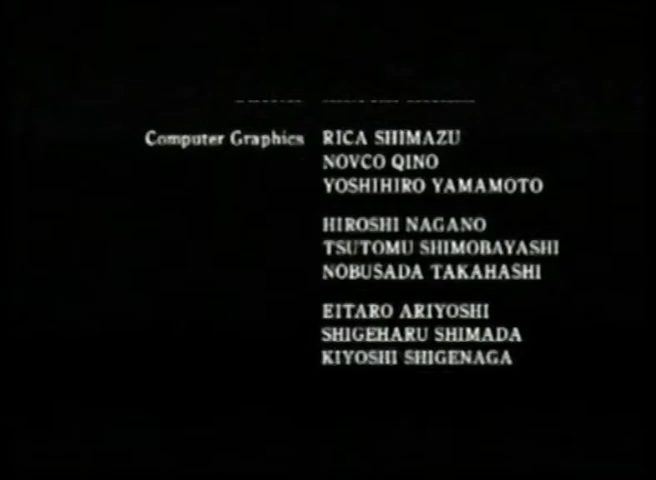 Computer Graphics RICA SHIMAZU
NOVCO QINO
YOSHIHIRO YAMAMOTO
HIROSHI NAGANO
TSUTOMU SHIMOBAYASHI
NOBUSADA TAKAHASHI
EITARO ARIYOSHI
SHIGEHARU SHIMADA
KIYOSHI SHIGENAGA